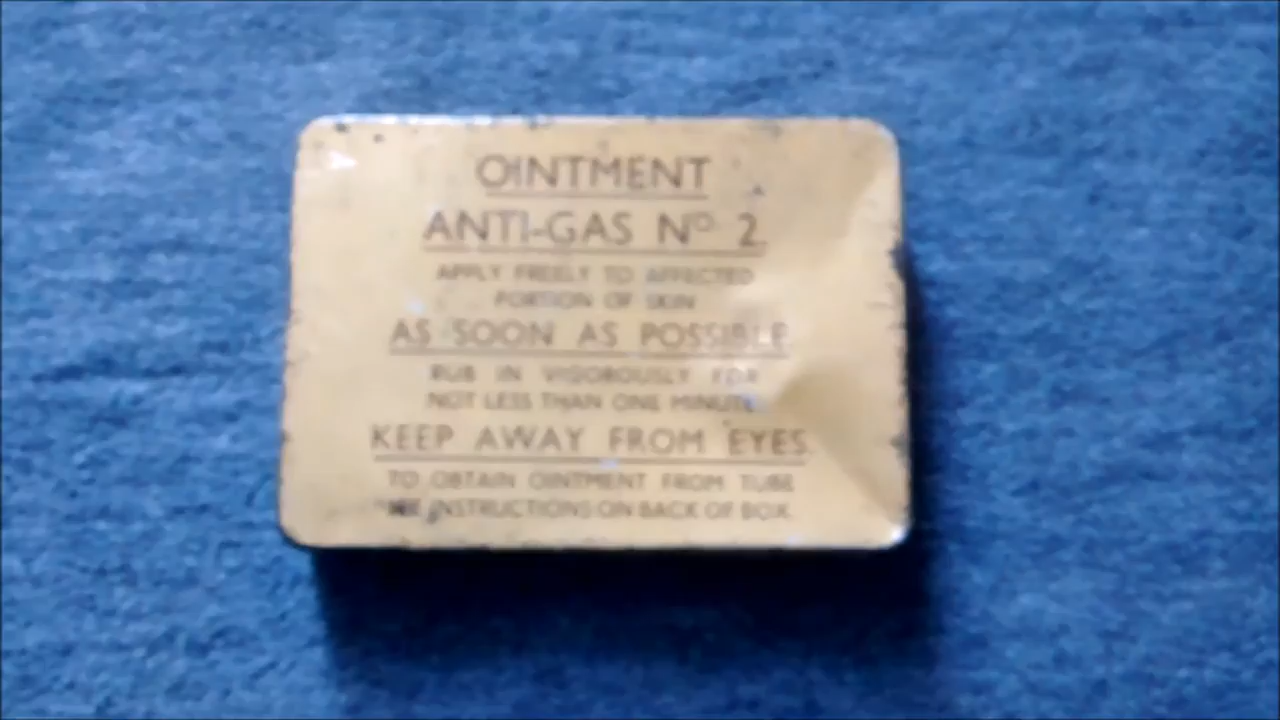 OINTMENT
ANTI-GAS Nº 2
APPLY FREELY TO AFFECTED
PORTION OF SKIN
AS SOON AS POSSIBLE
RUB IN VIGOROUSLY FOR
NOT LESS THAN ONE MINUTE
KEEP AWAY FROM EYES
TO OBTAIN OINTMENT FROM TUBE
SEE INSTRUCTIONS ON BACK OF BOX